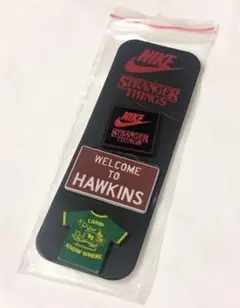 NIKE
STRANGER
THINGS
NIKE
STRANGER
THINGS
WELCOME
TO
HAWKINS
CAMP
KNOW WHERE